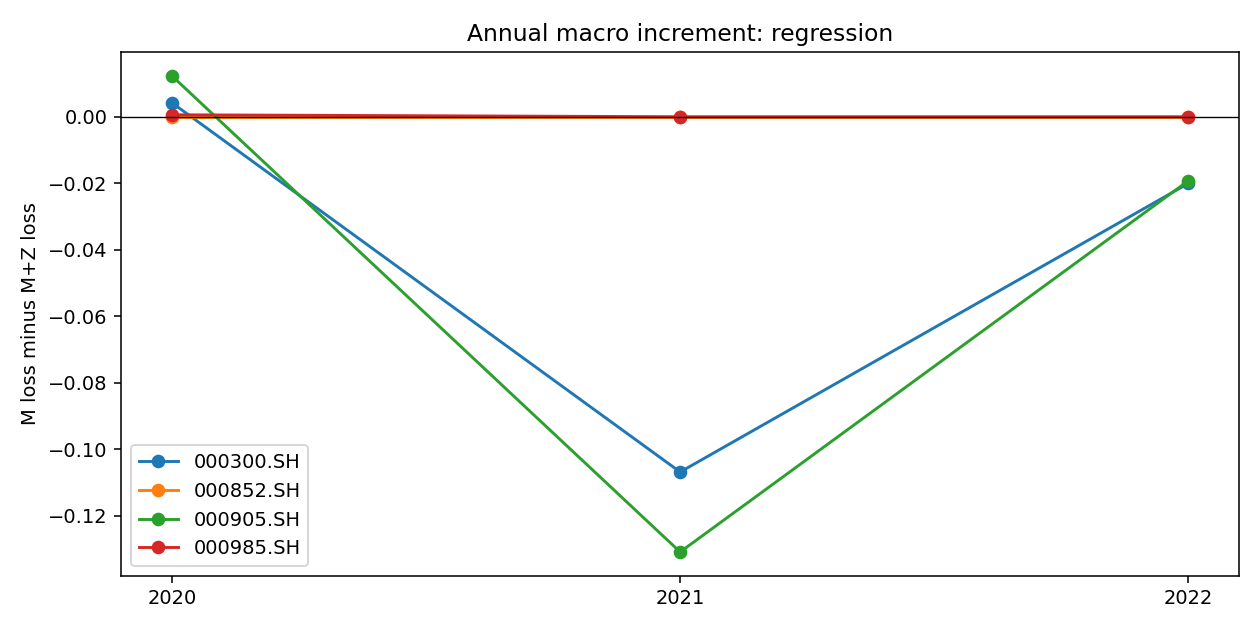 Annual macro increment: regression
M loss minus M+Z loss
0.00
−0.02
−0.04
−0.06
−0.08
−0.10
−0.12
000300.SH
000852.SH
000905.SH
000985.SH
2020
2021
2022